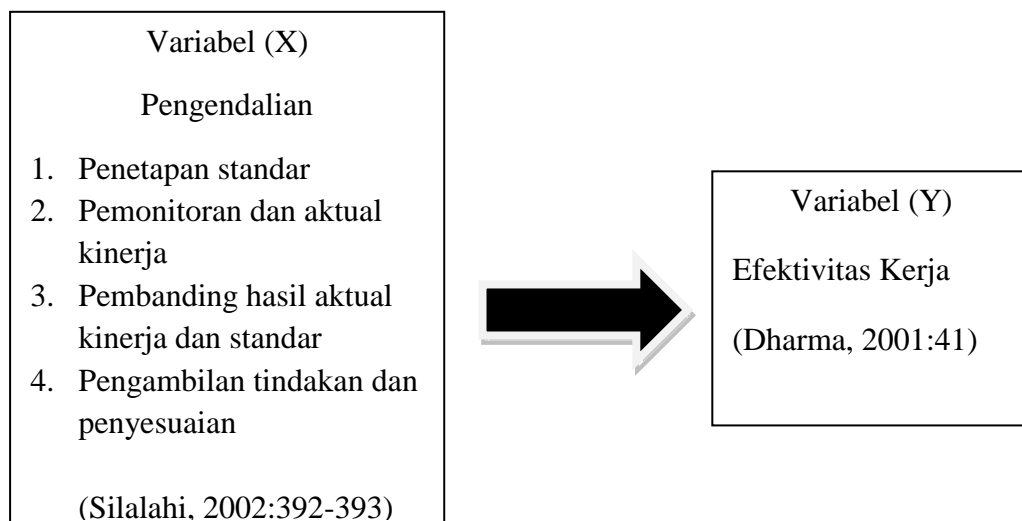 Variabel (X)
Pengendalian
1. Penetapan standar
2. Pemonitoran dan aktual
kinerja
3. Pembanding hasil aktual
kinerja dan standar
4. Pengambilan tindakan dan
penyesuaian
(Silalahi, 2002:392-393)
Variabel (Y)
Efektivitas Kerja
(Dharma, 2001:41)